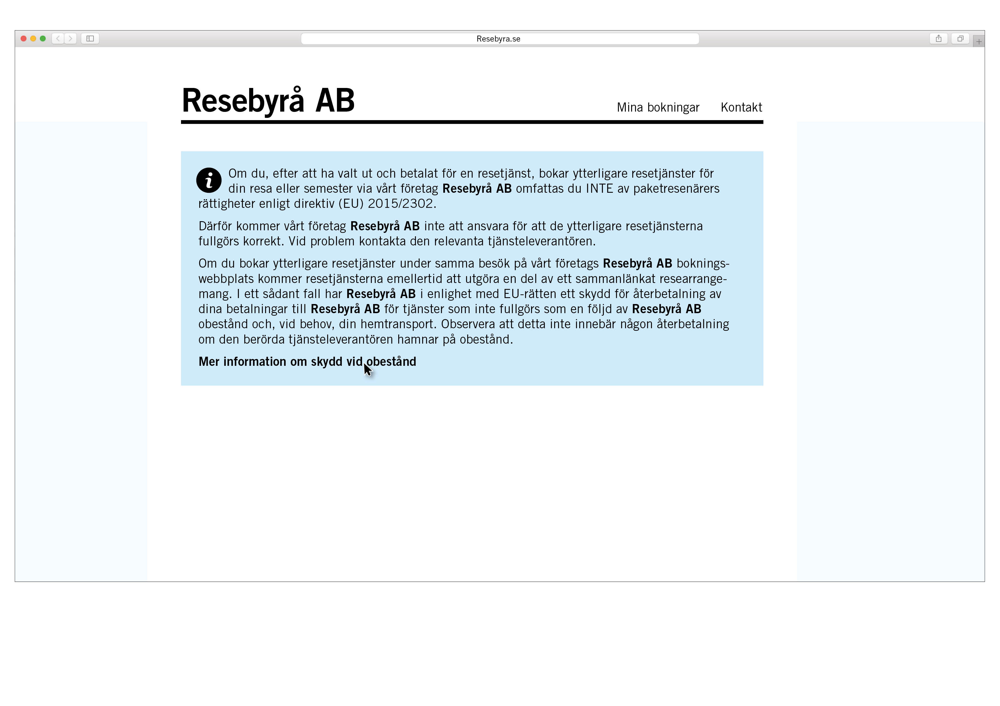 Resebyra.se
Resebyrå AB
Mina bokningar Kontakt
i Om du, efter att ha valt ut och betalat för en resetjänst, bokar ytterligare resetjänster för
din resa eller semester via vårt företag Resebyrå AB omfattas du INTE av paketresenärers
rättigheter enligt direktiv (EU) 2015/2302.
Därför kommer vårt företag Resebyrå AB inte att ansvara för att de ytterligare resetjänsterna
fullgörs korrekt. Vid problem kontakta den relevanta tjänsteleverantören.
Om du bokar ytterligare resetjänster under samma besök på vårt företags Resebyrå AB boknings-
webbplats kommer resetjänsterna emellertid att utgöra en del av ett sammanlänkat researrange-
mang. I ett sådant fall har Resebyrå AB i enlighet med EU-rätten ett skydd för återbetalning av
dina betalningar till Resebyrå AB för tjänster som inte fullgörs som en följd av Resebyrå AB
obestånd och, vid behov, din hemtransport. Observera att detta inte innebär någon återbetalning
om den berörda tjänsteleverantören hamnar på obestånd.
Mer information om skydd vid obestånd